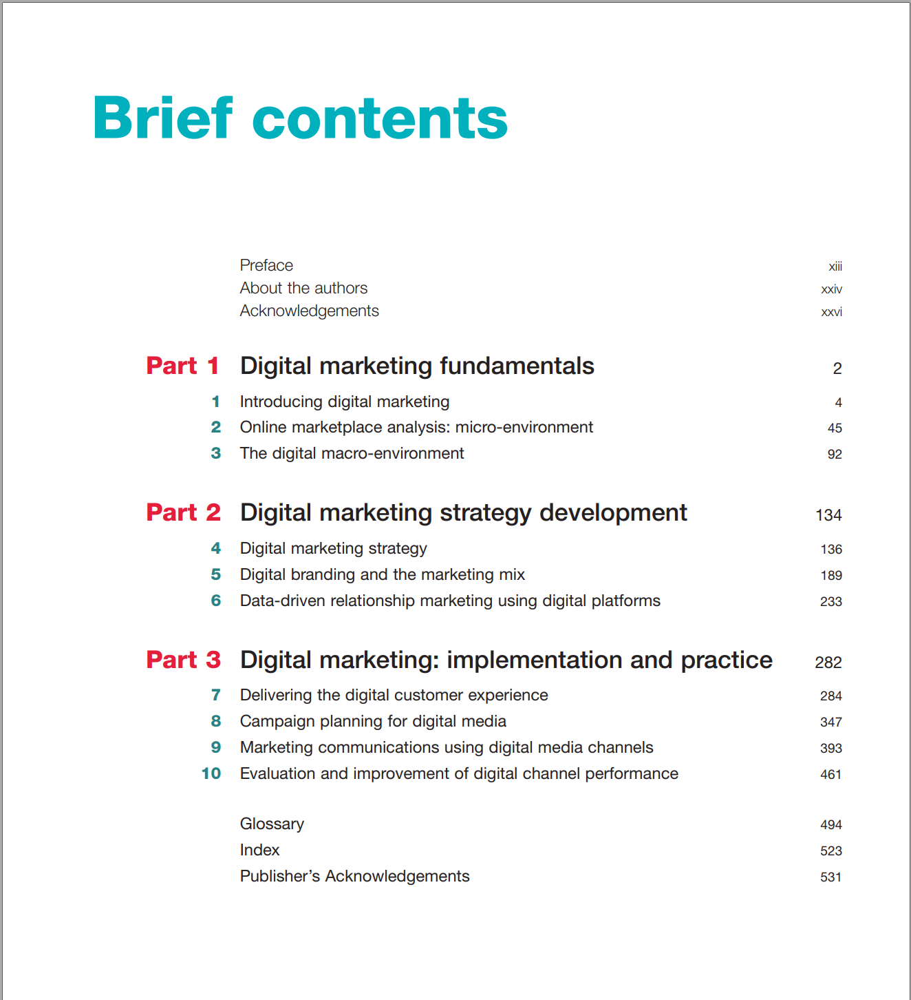 Brief contents
Preface xiii
About the authors xxiv
Acknowledgements xxvi
Part 1 Digital marketing fundamentals 2
1 Introducing digital marketing 4
2 Online marketplace analysis: micro-environment 45
3 The digital macro-environment 92
Part 2 Digital marketing strategy development 134
4 Digital marketing strategy 136
5 Digital branding and the marketing mix 189
6 Data-driven relationship marketing using digital platforms 233
Part 3 Digital marketing: implementation and practice 282
7 Delivering the digital customer experience 284
8 Campaign planning for digital media 347
9 Marketing communications using digital media channels 393
10 Evaluation and improvement of digital channel performance 461
Glossary 494
Index 523
Publisher’s Acknowledgements 531